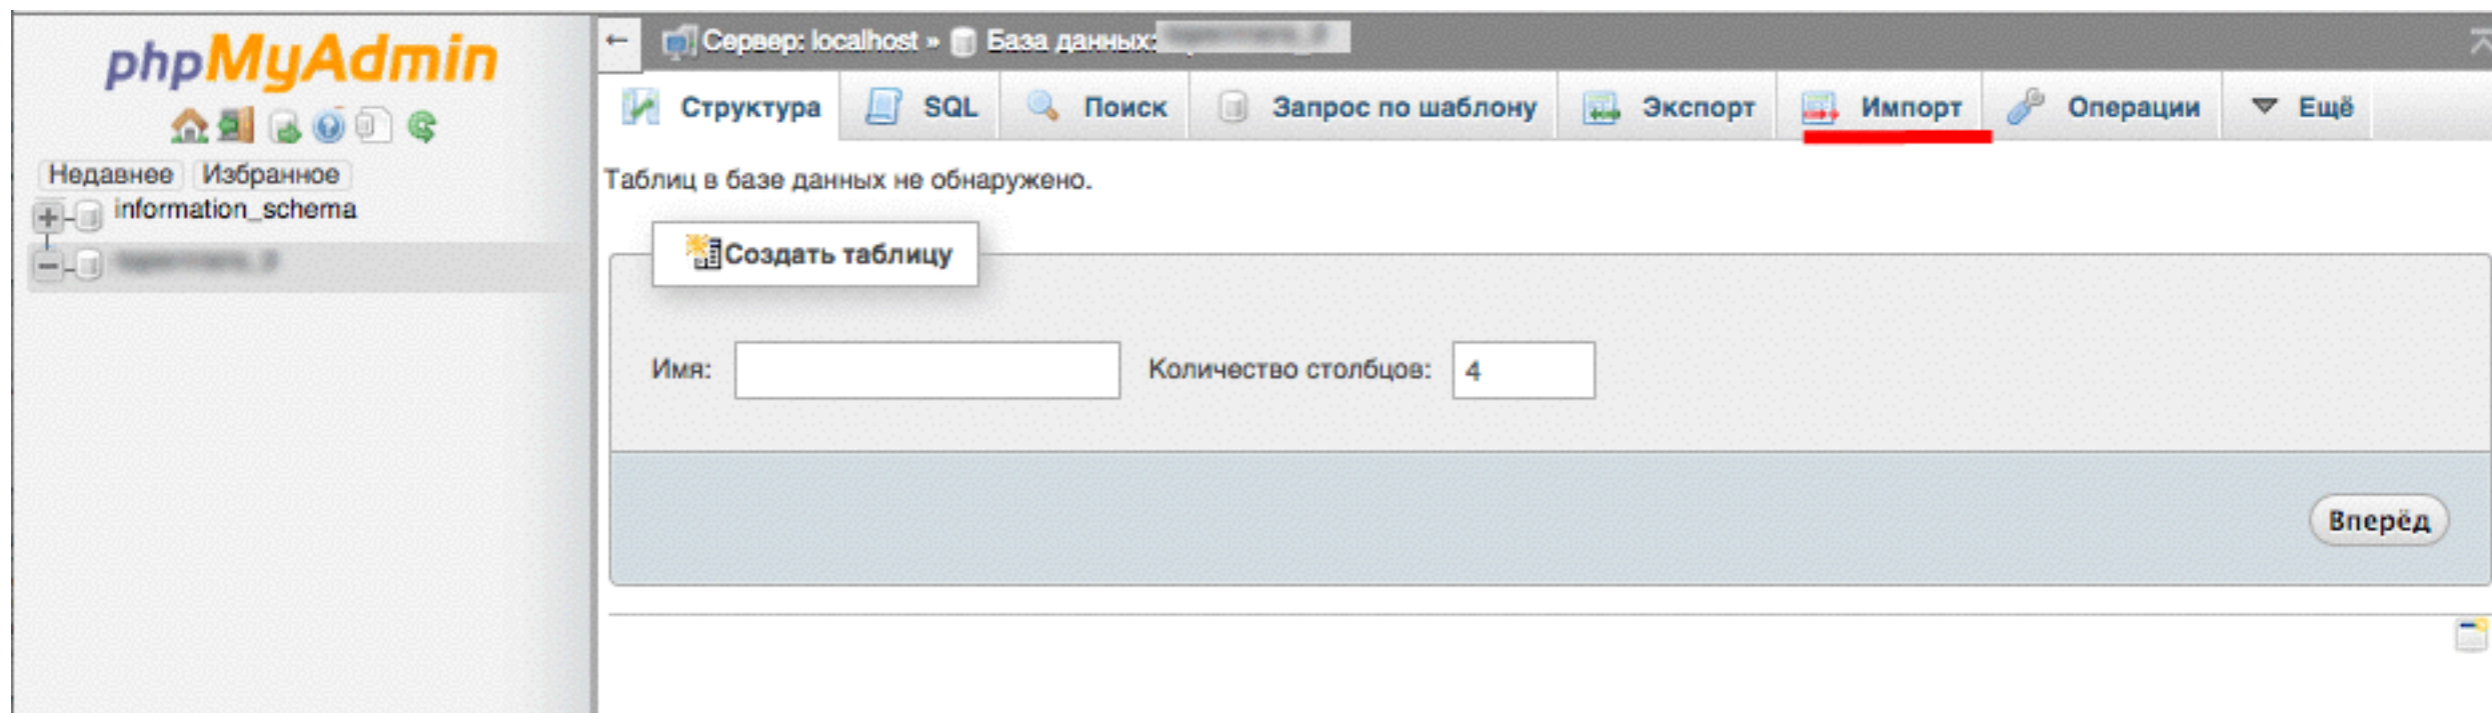 phpMyAdmin
Недавнее Избранное
information_schema
← Сервер: localhost » База данных:
Структура SQL Поиск Запрос по шаблону Экспорт Импорт Операции Ещё
Таблиц в базе данных не обнаружено.
Создать таблицу
Имя: Количество столбцов: 4
Вперёд